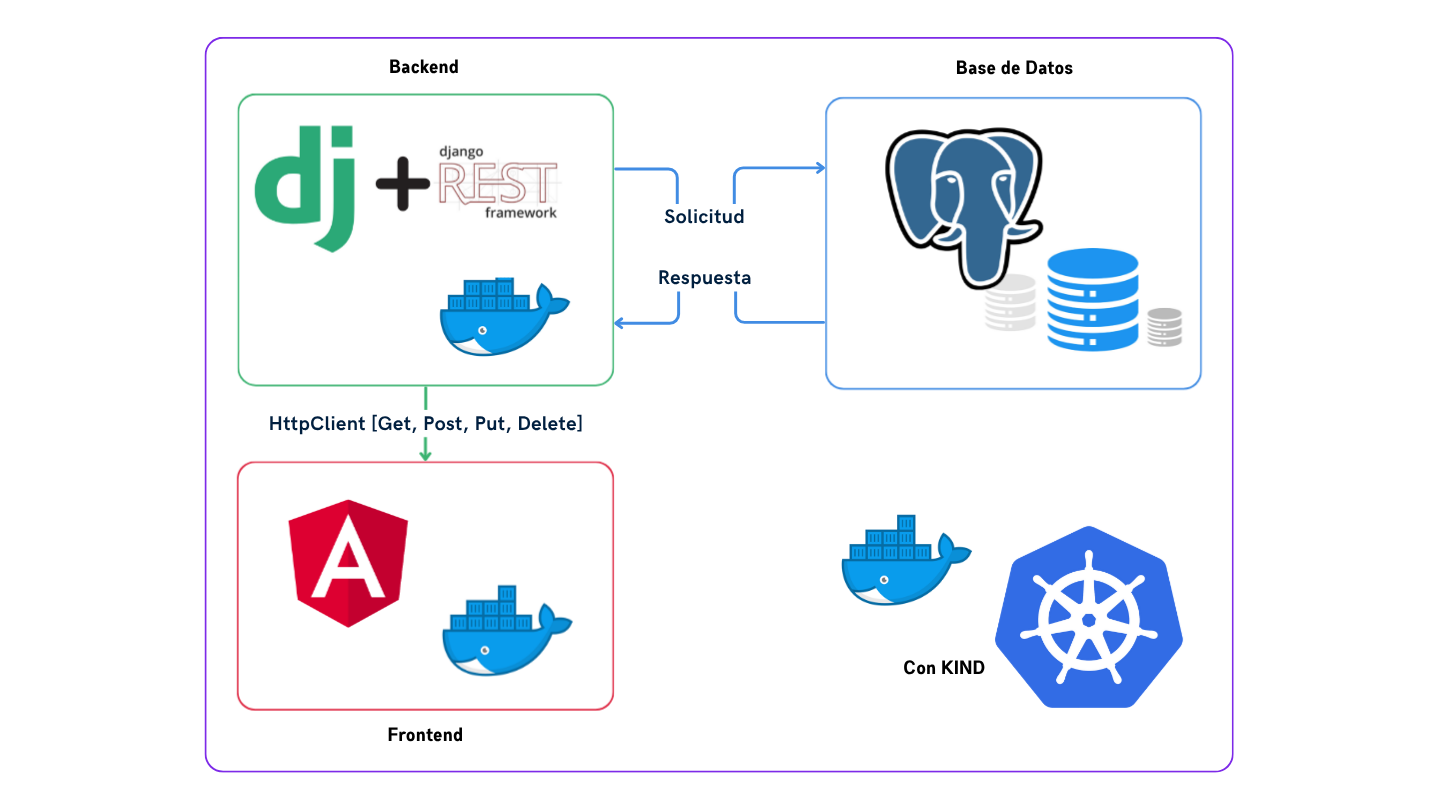 Backend
Base de Datos
dj
django
REST
framework
Solicitud
Respuesta
HttpClient [Get, Post, Put, Delete]
A
Con KIND
Frontend